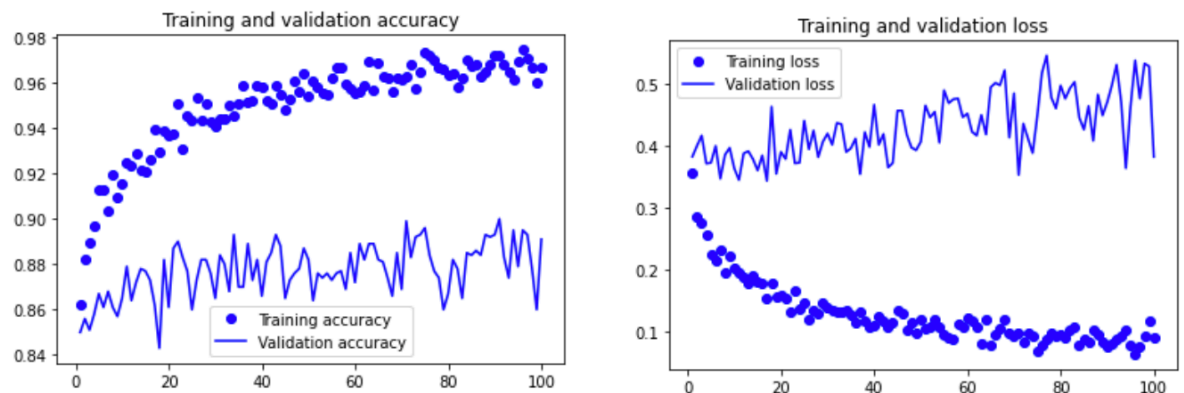 Training and validation accuracy
0.98
0.96
0.94
0.92
0.90
0.88
0.86
0.84
Training accuracy
Validation accuracy
0 20 40 60 80 100
Training and validation loss
Training loss
Validation loss
0.5
0.4
0.3
0.2
0.1
0 20 40 60 80 100